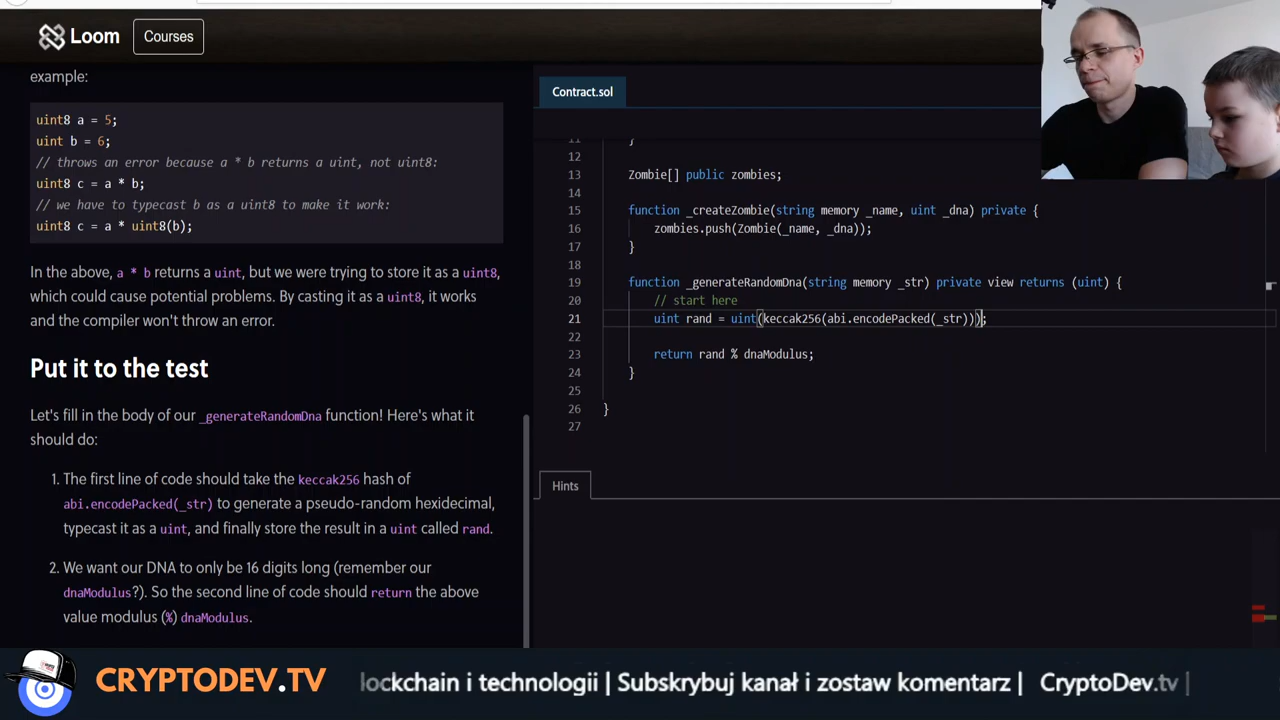 Loom
Courses
example:
uint8 a = 5;
uint b = 6;
// throws an error because a * b returns a uint, not uint8:
uint8 c = a * b;
// we have to typecast b as a uint8 to make it work:
uint8 c = a * uint8(b);
In the above, a * b returns a uint, but we were trying to store it as a uint8,
which could cause potential problems. By casting it as a uint8, it works
and the compiler won't throw an error.
Put it to the test
Let's fill in the body of our _generateRandomDna function! Here's what it
should do:
1. The first line of code should take the keccak256 hash of
abi.encodePacked(_str) to generate a pseudo-random hexidecimal,
typecast it as a uint, and finally store the result in a uint called rand.
2. We want our DNA to only be 16 digits long (remember our
dnaModulus?). So the second line of code should return the above
value modulus (%) dnaModulus.
Contract.sol
11 }
12
13 Zombie[] public zombies;
14
15 function _createZombie(string memory _name, uint _dna) private {
16 zombies.push(Zombie(_name, _dna));
17 }
18
19 function _generateRandomDna(string memory _str) private view returns (uint) {
20 // start here
21 uint rand = uint(keccak256(abi.encodePacked(_str)));
22
23 return rand % dnaModulus;
24 }
25
26 }
27
Hints
CRYPTODEV.TV
lockchain i technologii | Subskrybuj kanał i zostaw komentarz | CryptoDev.tv |